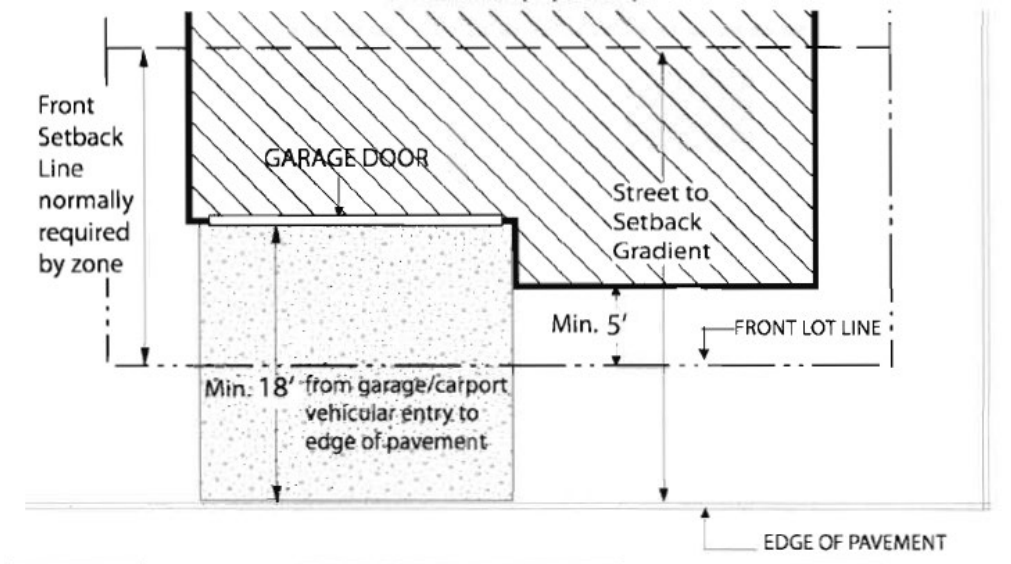 Front
Setback
Line
normally
required
by zone
GARAGE DOOR
Street to
Setback
Gradient
Min. 5'
FRONT LOT LINE
Min. 18' from garage/carport
vehicular entry to
edge of pavement
EDGE OF PAVEMENT